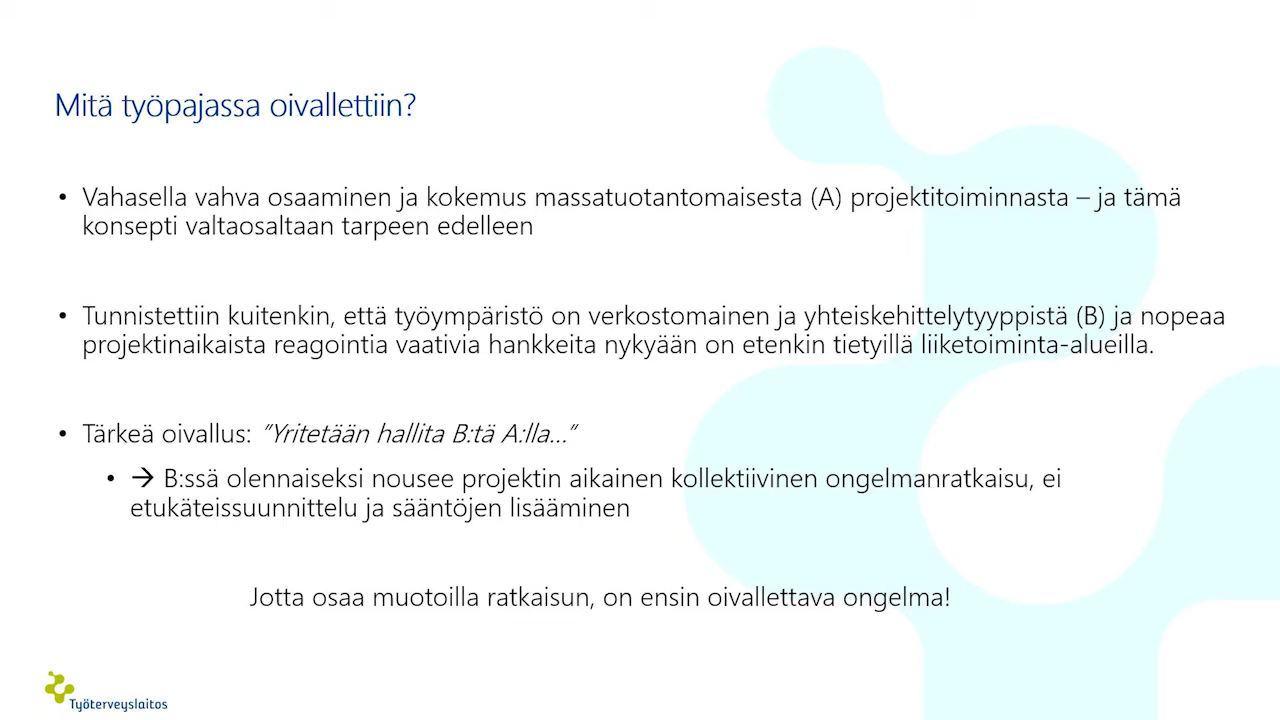 Mitä työpajassa oivallettiin?
• Vahasella vahva osaaminen ja kokemus massatuotantomaisesta (A) projektitoiminnasta – ja tämä
konsepti valtaosaltaan tarpeen edelleen
• Tunnistettiin kuitenkin, että työympäristö on verkostomainen ja yhteiskehittelytyyppistä (B) ja nopeaa
projektinaikaista reagointia vaativia hankkeita nykyään on etenkin tietyillä liiketoiminta-alueilla.
• Tärkeä oivallus: ”Yritetään hallita B:tä A:lla…”
• → B:ssä olennaiseksi nousee projektin aikainen kollektiivinen ongelmanratkaisu, ei
etukäteissuunnittelu ja sääntöjen lisääminen
Jotta osaa muotoilla ratkaisun, on ensin oivallettava ongelma!
Työterveyslaitos